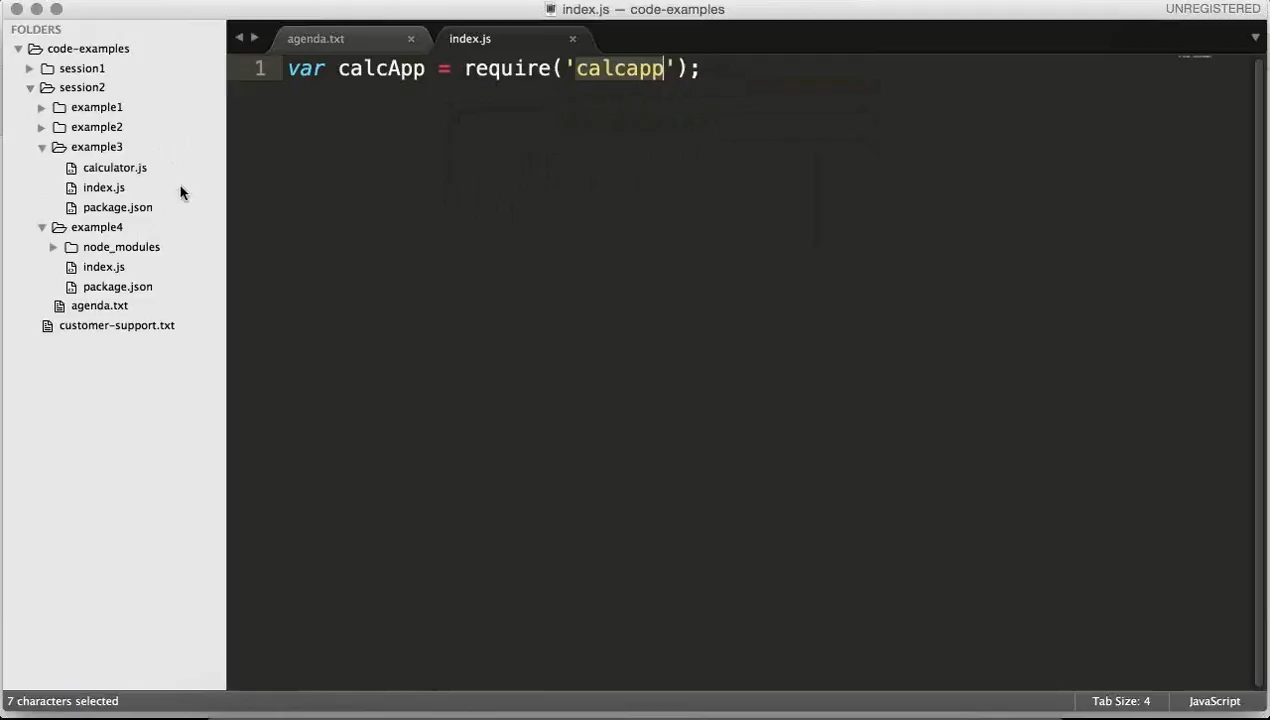 index.js — code-examples
UNREGISTERED
FOLDERS
code-examples
session1
session2
example1
example2
example3
calculator.js
index.js
package.json
example4
node_modules
index.js
package.json
agenda.txt
customer-support.txt
agenda.txt ×
index.js ×
1 var calcApp = require('calcapp');
7 characters selected
Tab Size: 4
JavaScript